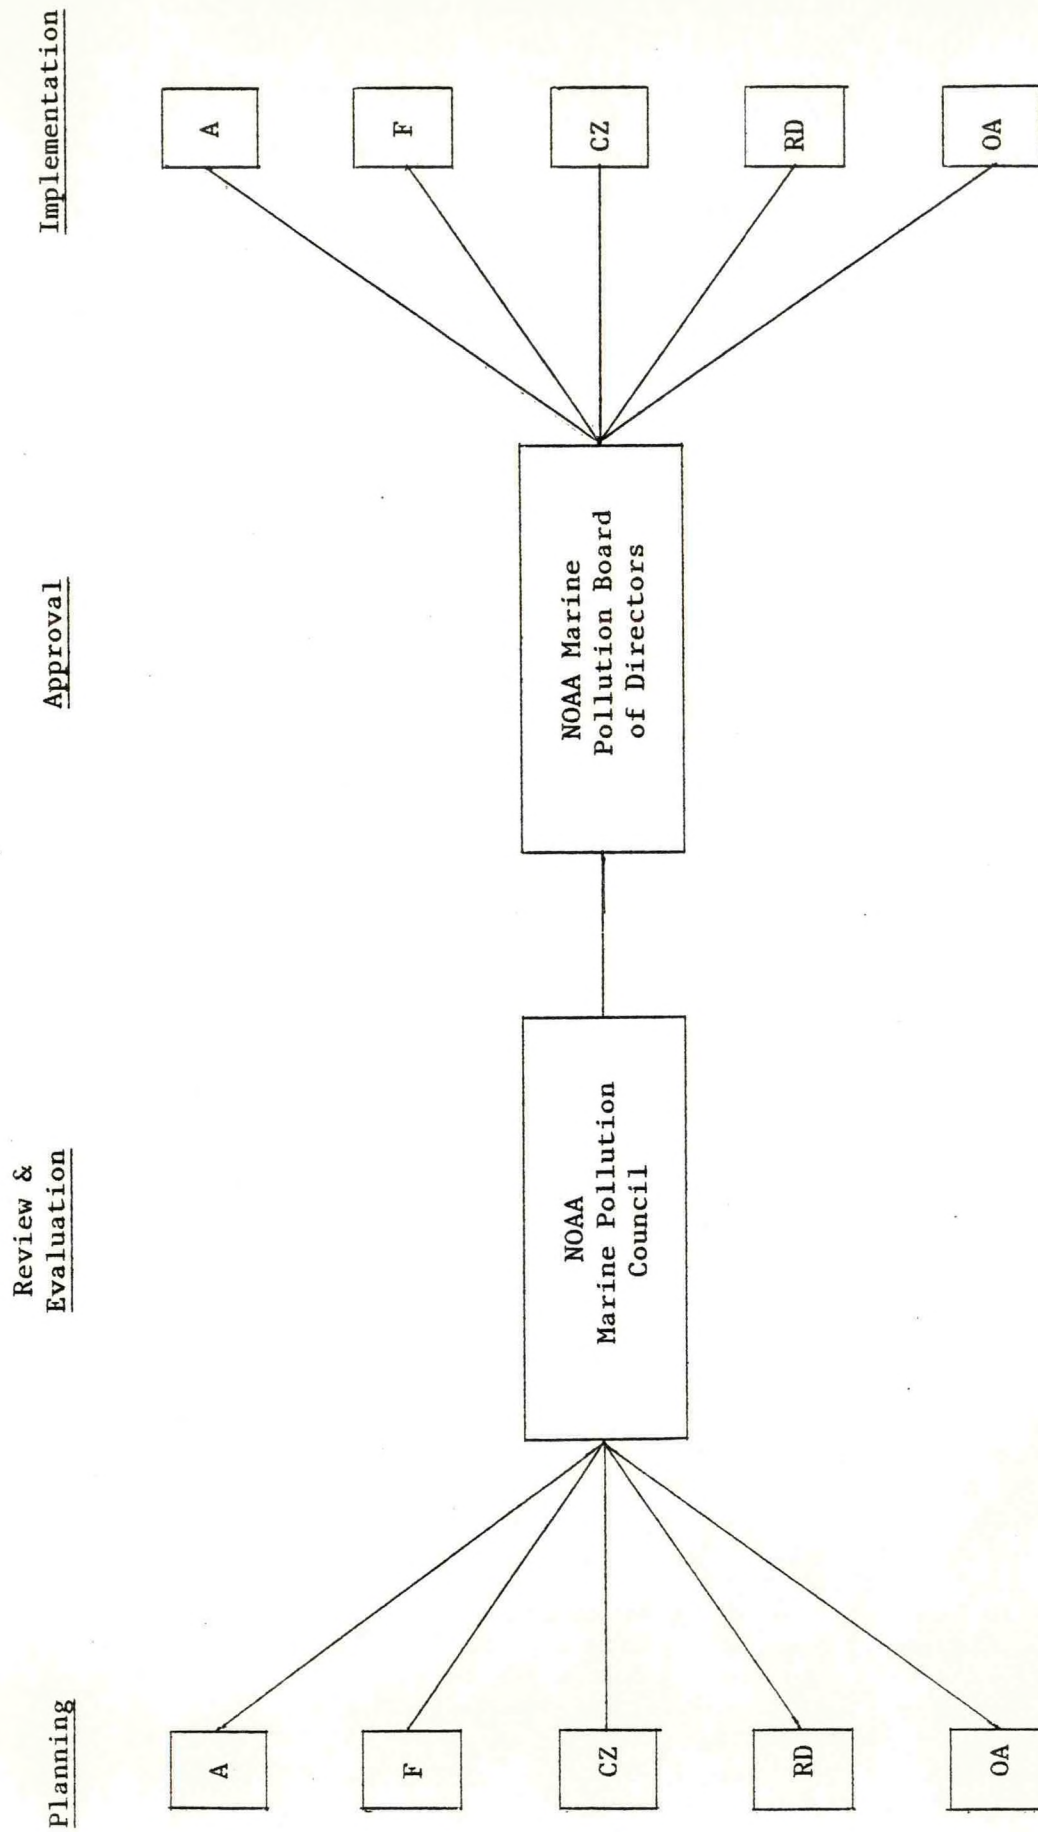 Planning
Review &
Evaluation
Approval
Implementation
A
F
CZ
RD
OA
NOAA
Marine Pollution
Council
NOAA Marine
Pollution Board
of Directors
A
F
CZ
RD
OA